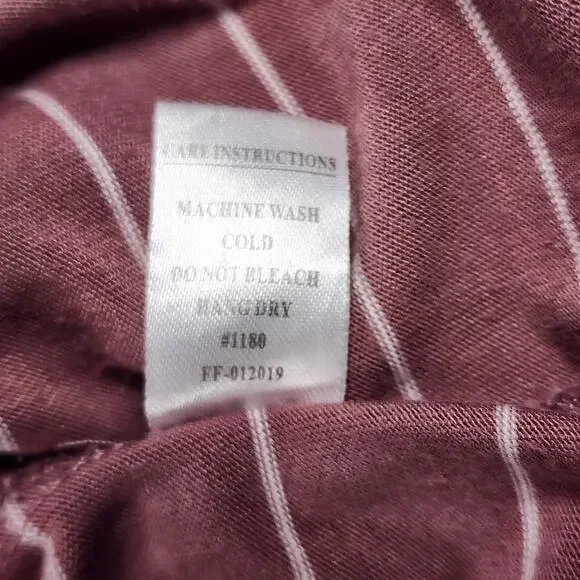 CARE INSTRUCTIONS
MACHINE WASH
COLD
DO NOT BLEACH
HANG DRY
#1180
FF-012019